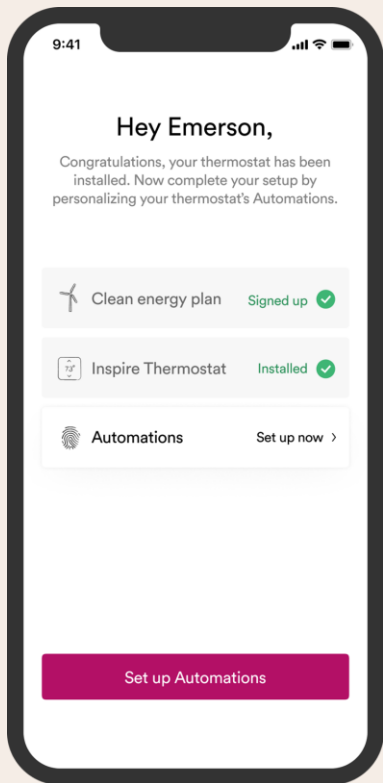 9:41
Hey Emerson,
Congratulations, your thermostat has been
installed. Now complete your setup by
personalizing your thermostat's Automations.
Clean energy plan Signed up
73°
Inspire Thermostat Installed
Automations Set up now
Set up Automations